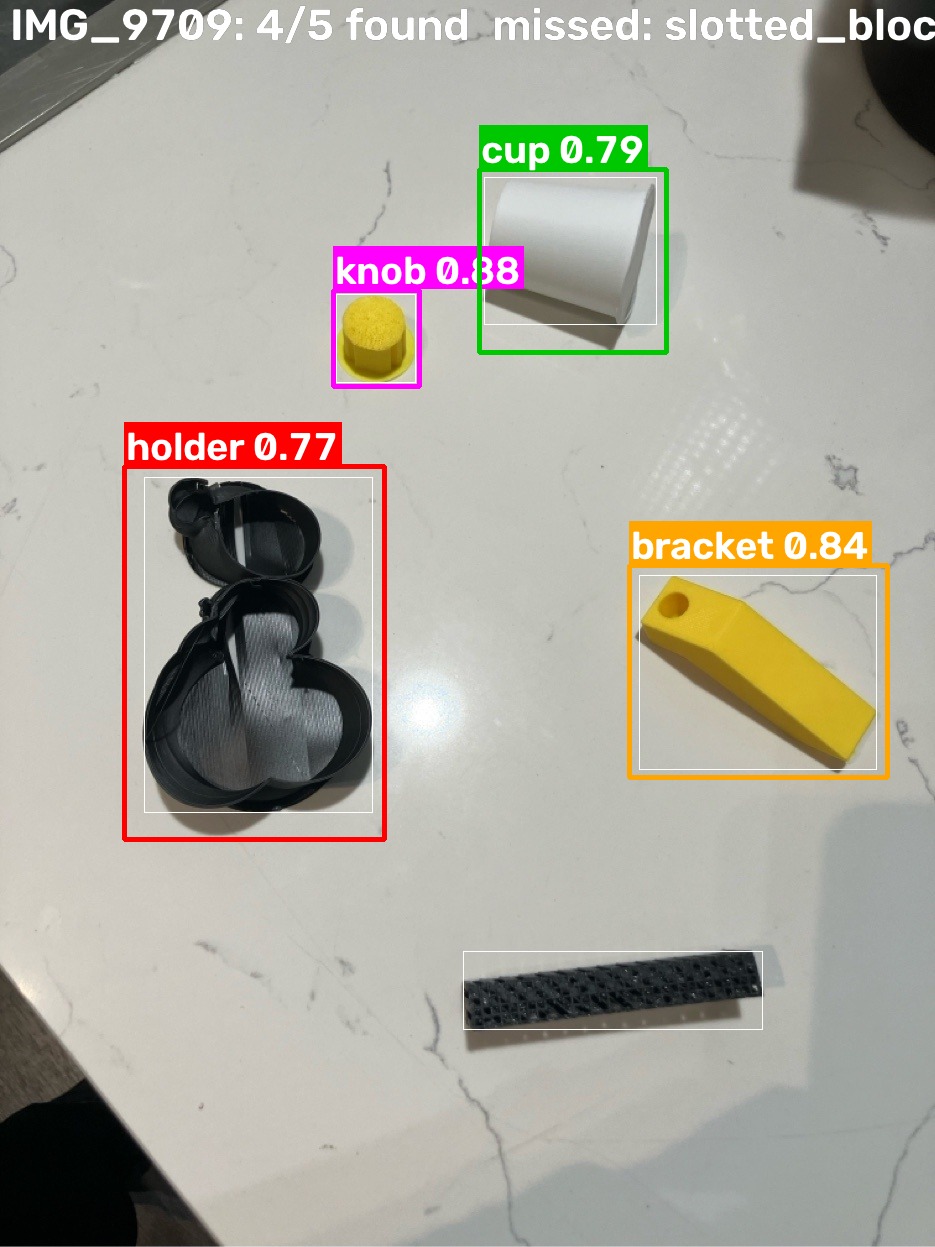 IMG_9709: 4/5 found missed: slotted_bloc
cup 0.79
knob 0.88
holder 0.77
bracket 0.84